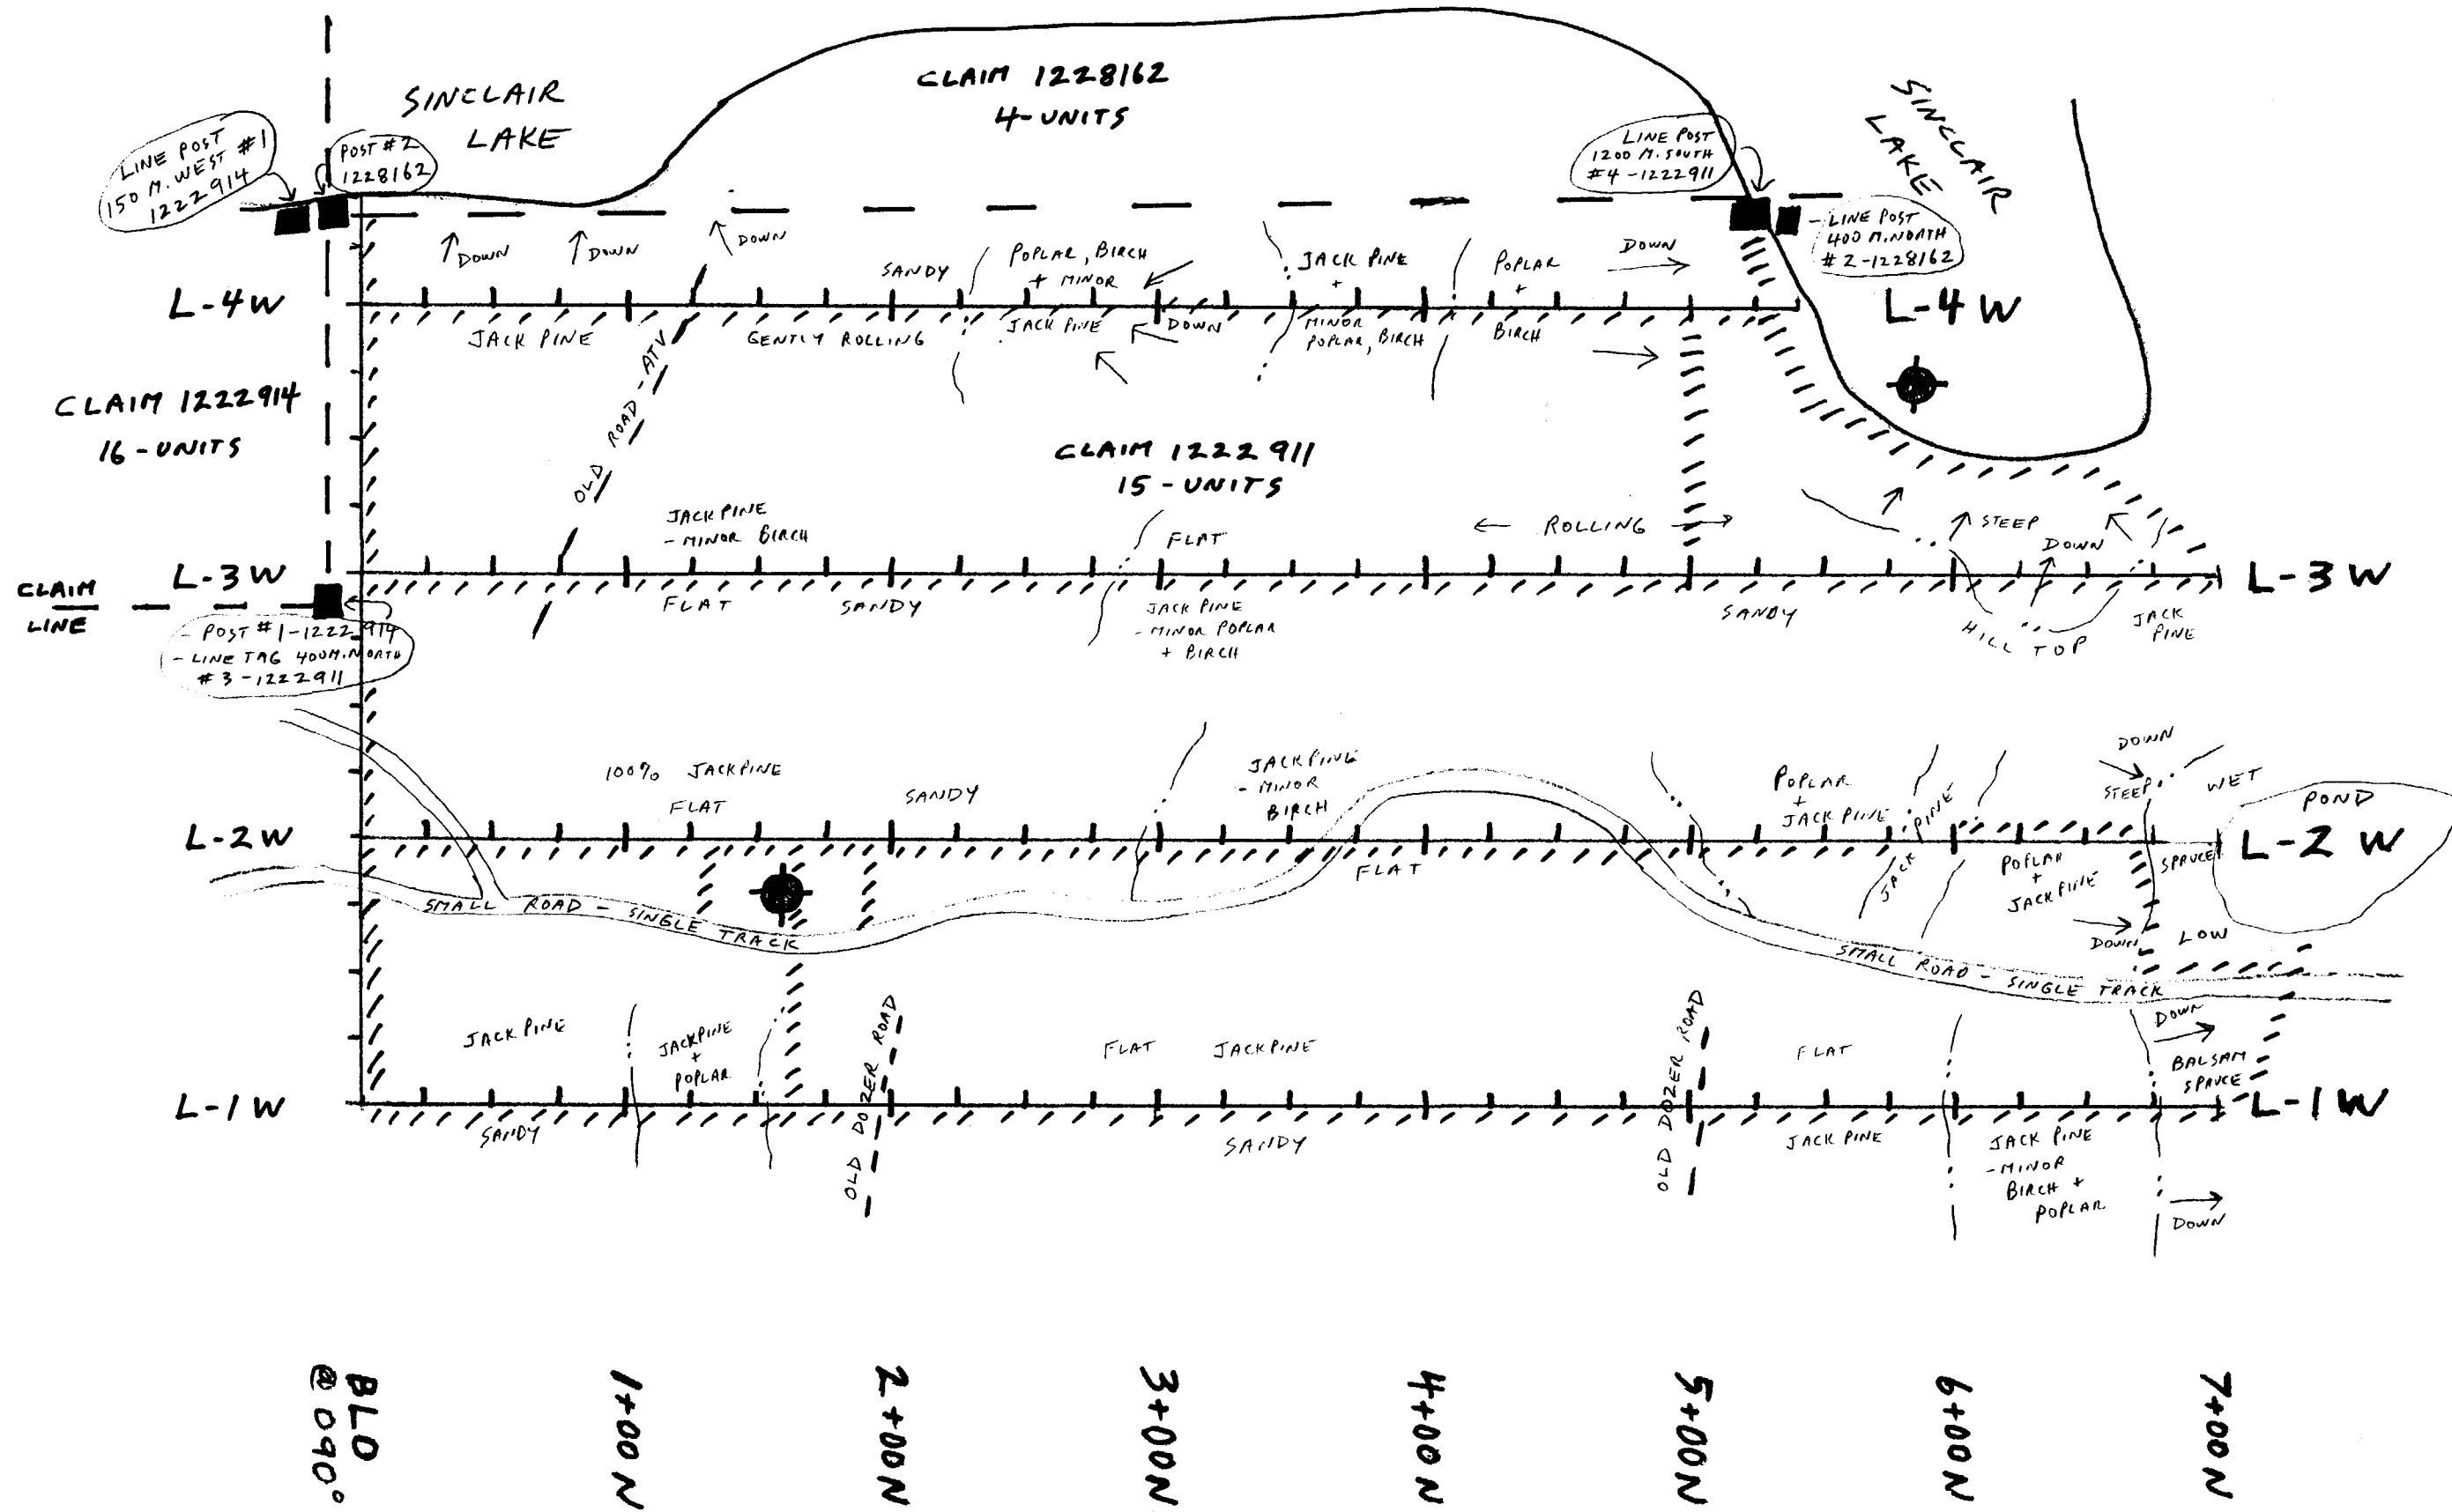 SINCLAIR
LAKE
CLAIM 1228162
4-UNITS
SINCLAIR
LAKE
LINE POST
150 M. WEST #1
1222914
POST #2
1228162
LINE POST
1200 M. SOUTH
#4-1222911
- LINE POST
400 M. NORTH
#2-1228162
DOWN
DOWN
DOWN
SANDY
POPLAR, BIRCH
+ MINOR
JACK PINE
DOWN
JACK PINE
+
MINOR
POPLAR, BIRCH
POPLAR
+
BIRCH
DOWN
L-4W
L-4W
JACK PINE
GENTLY ROLLING
OLD ROAD - ATV
CLAIM 1222914
16-UNITS
CLAIM 1222911
15-UNITS
JACK PINE
- MINOR BIRCH
FLAT
← ROLLING →
STEEP
DOWN
L-3W
L-3W
CLAIM
LINE
FLAT
SANDY
JACK PINE
- MINOR POPLAR
+ BIRCH
SANDY
HILL TOP
JACK
PINE
- POST #1-1222914
- LINE TAG 400M. NORTH
#3-1222911
100% JACKPINE
FLAT
SANDY
JACKPINE
- MINOR
BIRCH
POPLAR
+
JACK PINE
JACK PINE
DOWN
STEEP
WET
POND
L-2W
L-2W
FLAT
POPLAR
+
JACK PINE
SPRUCE
SMALL ROAD - SINGLE TRACK
DOWN
LOW
SMALL ROAD - SINGLE TRACK
JACK PINE
JACKPINE
+
POPLAR
OLD DOZER ROAD
FLAT JACKPINE
OLD DOZER ROAD
FLAT
DOWN
BALSAM
SPRUCE
L-1W
L-1W
SANDY
SANDY
JACK PINE
JACK PINE
- MINOR
BIRCH +
POPLAR
DOWN
BLO
@ 090°
1+00N
2+00N
3+00N
4+00N
5+00N
6+00N
7+00N